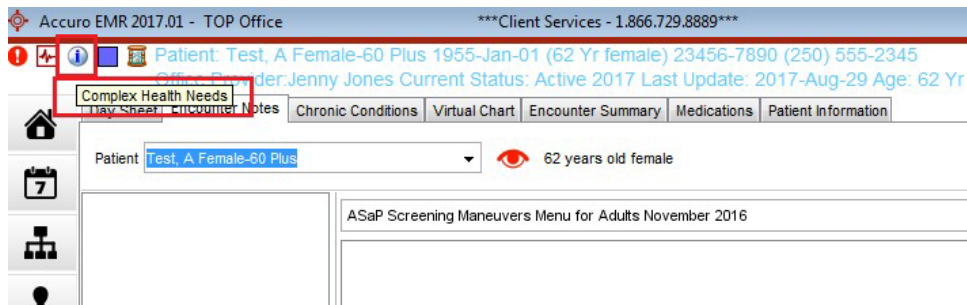 Accuro EMR 2017.01 - TOP Office ***Client Services - 1.866.729.8889***
Patient: Test, A Female-60 Plus 1955-Jan-01 (62 Yr female) 23456-7890 (250) 555-2345
Office Provider:Jenny Jones Current Status: Active 2017 Last Update: 2017-Aug-29 Age: 62 Yr
Complex Health Needs
Day Sheet Encounter Notes Chronic Conditions Virtual Chart Encounter Summary Medications Patient Information
Patient Test, A Female-60 Plus 62 years old female
7
ASaP Screening Maneuvers Menu for Adults November 2016